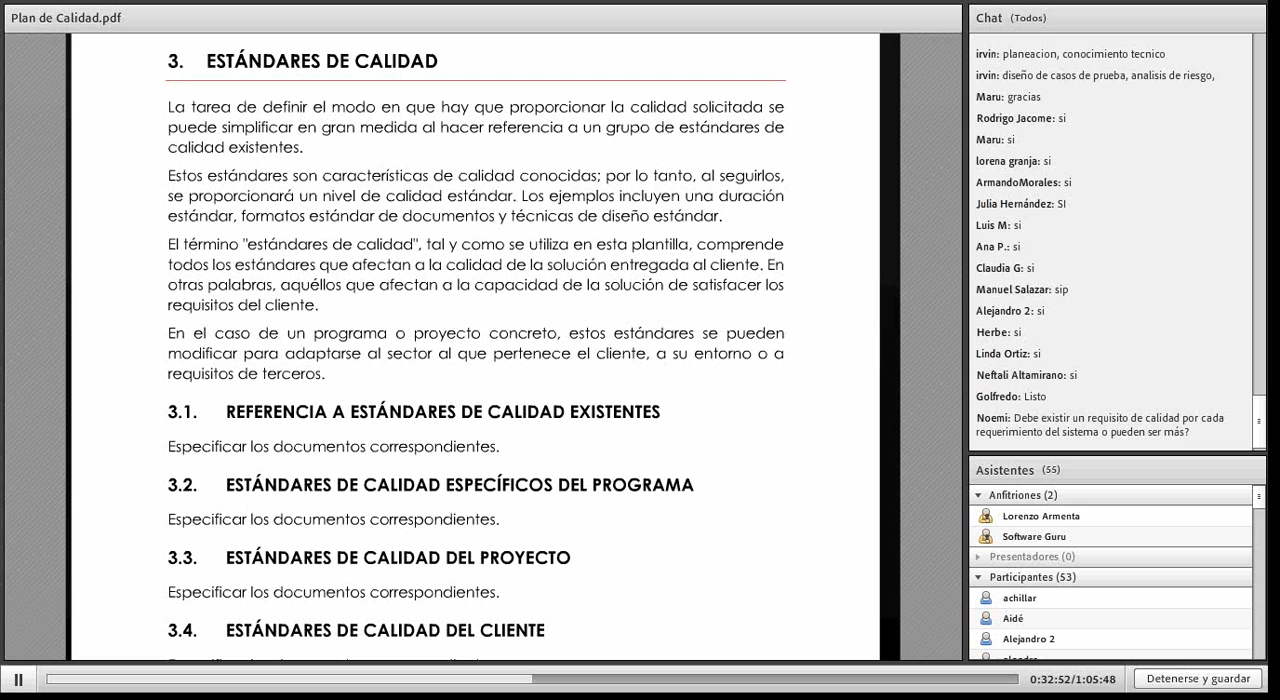 Plan de Calidad.pdf
3. ESTÁNDARES DE CALIDAD
La tarea de definir el modo en que hay que proporcionar la calidad solicitada se
puede simplificar en gran medida al hacer referencia a un grupo de estándares de
calidad existentes.
Estos estándares son características de calidad conocidas; por lo tanto, al seguirlos,
se proporcionará un nivel de calidad estándar. Los ejemplos incluyen una duración
estándar, formatos estándar de documentos y técnicas de diseño estándar.
El término "estándares de calidad", tal y como se utiliza en esta plantilla, comprende
todos los estándares que afectan a la calidad de la solución entregada al cliente. En
otras palabras, aquéllos que afectan a la capacidad de la solución de satisfacer los
requisitos del cliente.
En el caso de un programa o proyecto concreto, estos estándares se pueden
modificar para adaptarse al sector al que pertenece el cliente, a su entorno o a
requisitos de terceros.
3.1. REFERENCIA A ESTÁNDARES DE CALIDAD EXISTENTES
Especificar los documentos correspondientes.
3.2. ESTÁNDARES DE CALIDAD ESPECÍFICOS DEL PROGRAMA
Especificar los documentos correspondientes.
3.3. ESTÁNDARES DE CALIDAD DEL PROYECTO
Especificar los documentos correspondientes.
3.4. ESTÁNDARES DE CALIDAD DEL CLIENTE
Chat (Todos)
irvin: planeacion, conocimiento tecnico
irvin: diseño de casos de prueba, analisis de riesgo,
Maru: gracias
Rodrigo Jacome: si
Maru: si
lorena granja: si
ArmandoMorales: si
Julia Hernández: SI
Luis M: si
Ana P.: si
Claudia G: si
Manuel Salazar: sip
Alejandro 2: si
Herbe: si
Linda Ortiz: si
Neftali Altamirano: si
Golfredo: Listo
Noemi: Debe existir un requisito de calidad por cada
requerimiento del sistema o pueden ser más?
Asistentes (55)
Anfitriones (2)
Lorenzo Armenta
Software Guru
Presentadores (0)
Participantes (53)
achillar
Aidé
Alejandro 2
0:32:52/1:05:48
Detenerse y guardar